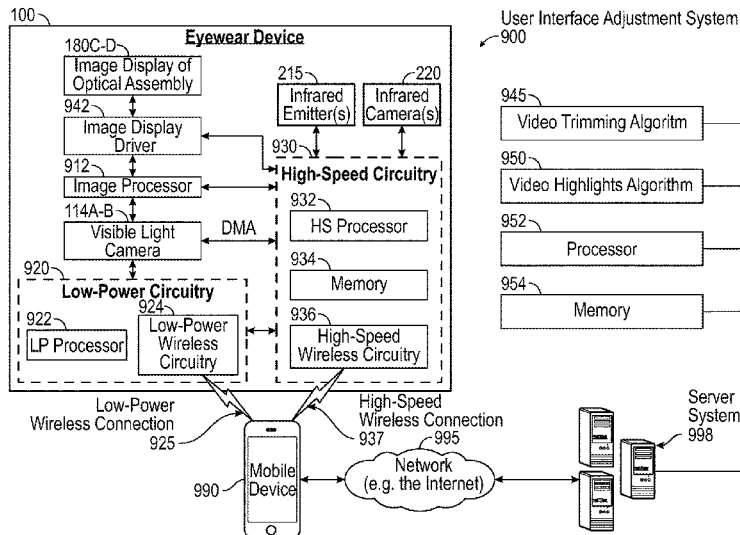 100
Eyewear Device
User Interface Adjustment System
900
180C-D
Image Display of
Optical Assembly
215
Infrared
Emitter(s)
220
Infrared
Camera(s)
942
Image Display
Driver
930
High-Speed Circuitry
945
Video Trimming Algoritm
912
Image Processor
932
HS Processor
950
Video Highlights Algorithm
114A-B
Visible Light
Camera
DMA
934
Memory
952
Processor
920
Low-Power Circuitry
922
LP Processor
924
Low-Power
Wireless
Circuitry
936
High-Speed
Wireless Circuitry
954
Memory
Low-Power
Wireless Connection
925
High-Speed
Wireless Connection
937
990
Mobile
Device
995
Network
(e.g. the Internet)
Server
System
998